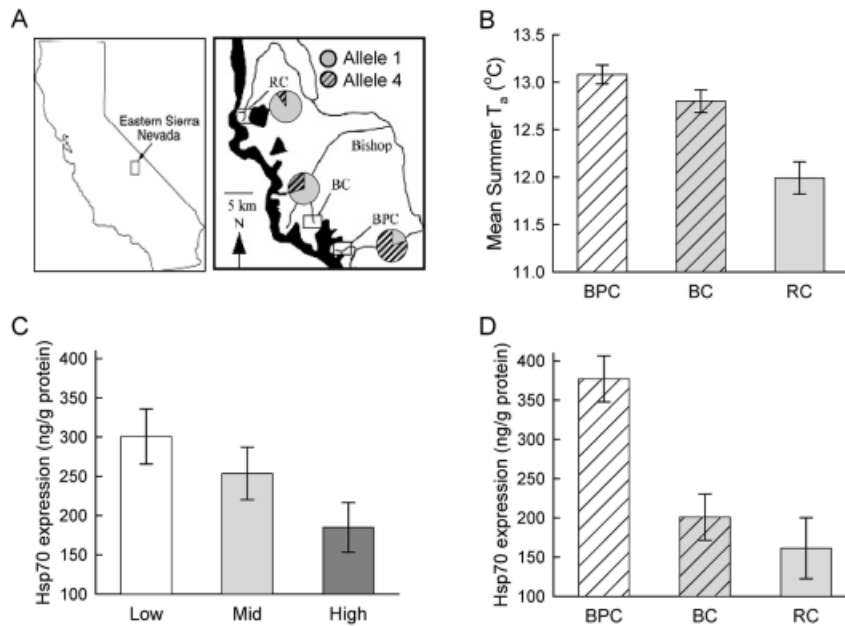 A
Eastern Sierra
Nevada
Allele 1
Allele 4
RC
Bishop
BC
5 km
N
BPC
B
Mean Summer Ta (°C)
13.5
13.0
12.5
12.0
11.5
11.0
BPC BC RC
C
Hsp70 expression (ng/g protein)
400
350
300
250
200
150
100
Low Mid High
D
Hsp70 expression (ng/g protein)
400
350
300
250
200
150
100
BPC BC RC